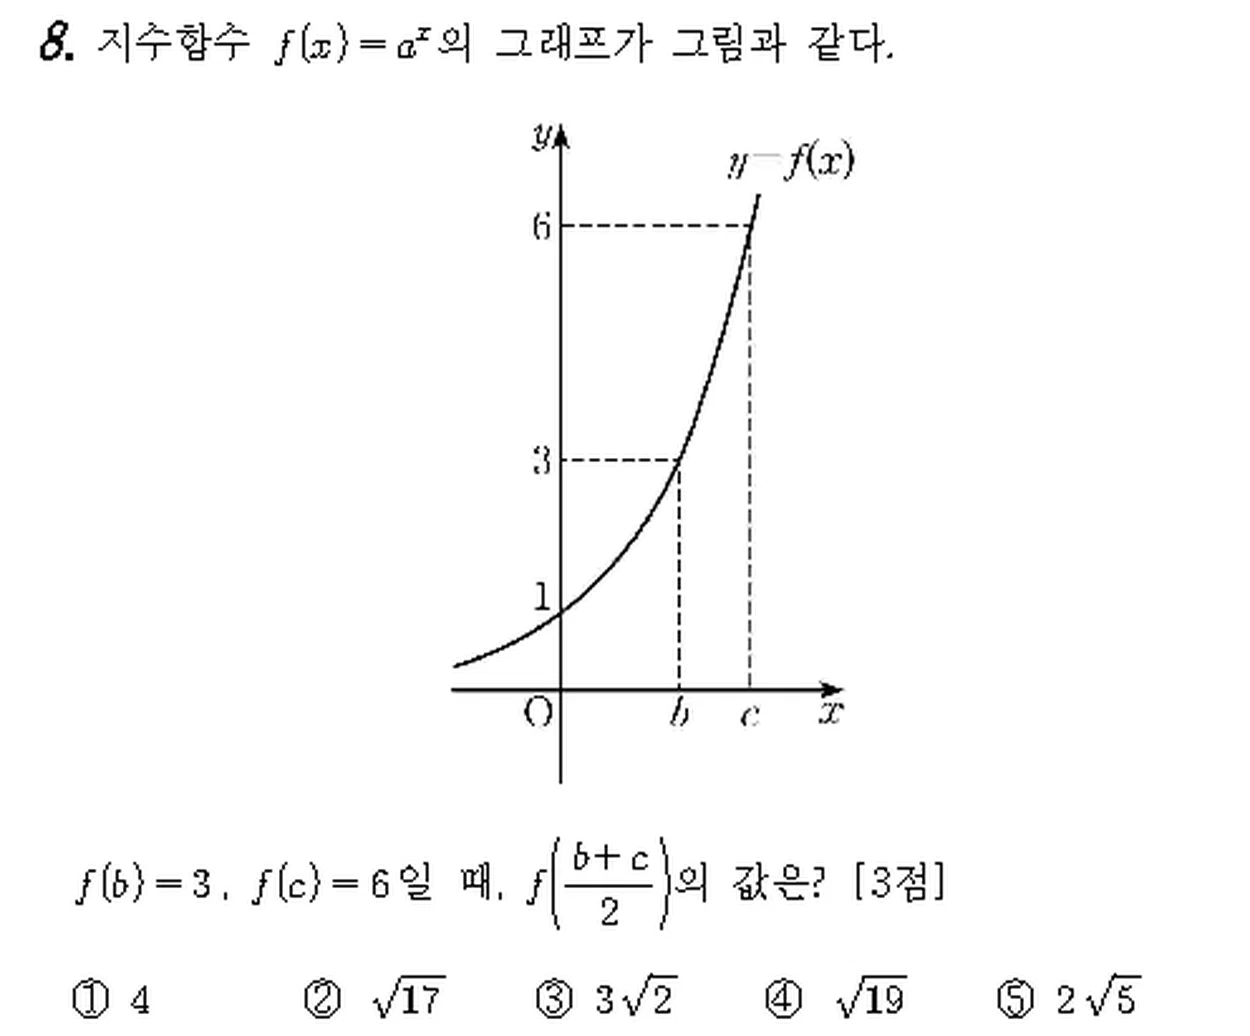 8. 지수함수 f(x)=a^x의 그래프가 그림과 같다.
y
y=f(x)
6
3
1
O b c x
f(b)=3, f(c)=6일 때, f((b+c)/2)의 값은? [3점]
① 4 ② √17 ③ 3√2 ④ √19 ⑤ 2√5